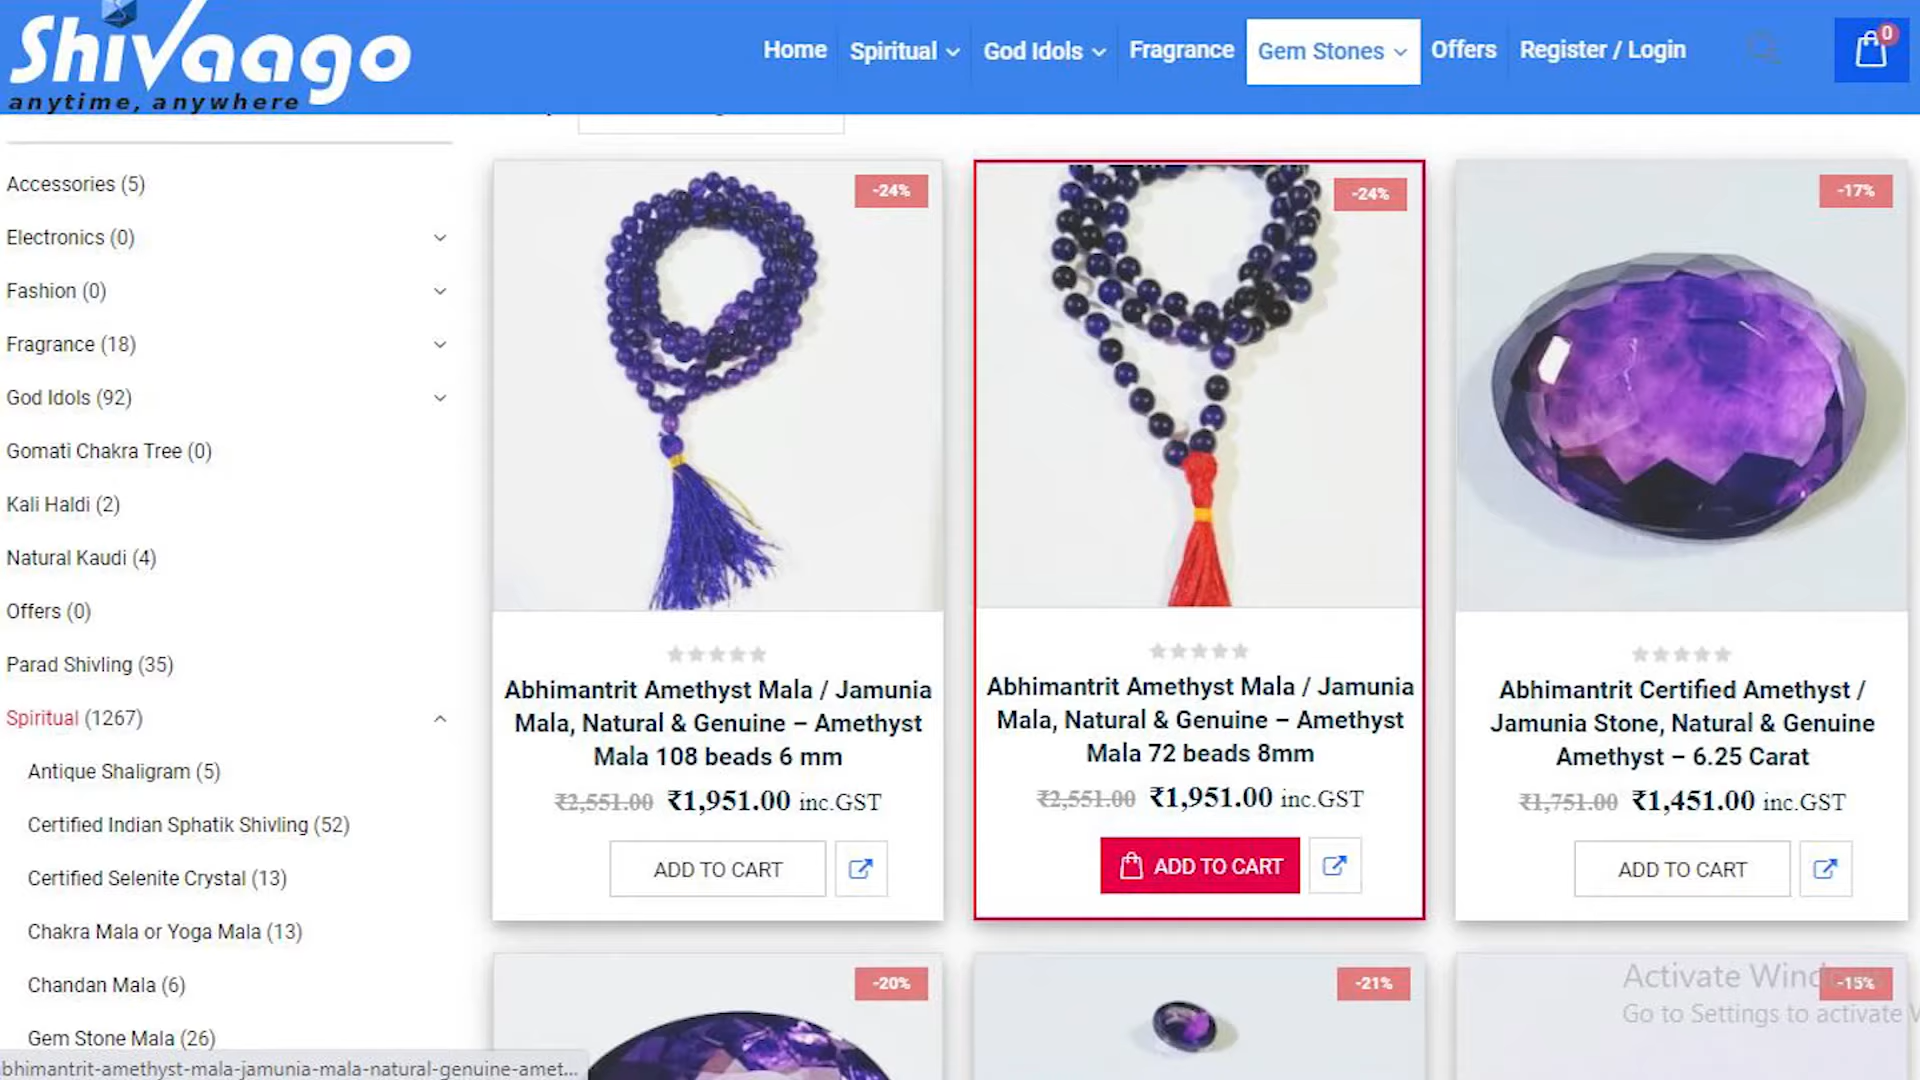 Shivaago
anytime, anywhere
Home
Spiritual
God Idols
Fragrance
Gem Stones
Offers
Register / Login
0
Accessories (5)
Electronics (0)
Fashion (0)
Fragrance (18)
God Idols (92)
Gomati Chakra Tree (0)
Kali Haldi (2)
Natural Kaudi (4)
Offers (0)
Parad Shivling (35)
Spiritual (1267)
Antique Shaligram (5)
Certified Indian Sphatik Shivling (52)
Certified Selenite Crystal (13)
Chakra Mala or Yoga Mala (13)
Chandan Mala (6)
Gem Stone Mala (26)
-24%
Abhimantrit Amethyst Mala / Jamunia
Mala, Natural & Genuine – Amethyst
Mala 108 beads 6 mm
₹2,551.00 ₹1,951.00 inc.GST
ADD TO CART
-24%
Abhimantrit Amethyst Mala / Jamunia
Mala, Natural & Genuine – Amethyst
Mala 72 beads 8mm
₹2,551.00 ₹1,951.00 inc.GST
ADD TO CART
-17%
Abhimantrit Certified Amethyst /
Jamunia Stone, Natural & Genuine
Amethyst – 6.25 Carat
₹1,751.00 ₹1,451.00 inc.GST
ADD TO CART
-20%
-21%
-15%
Activate Windo
Go to Settings to activate W
bhimantrit-amethyst-mala-jamunia-mala-natural-genuine-amet...